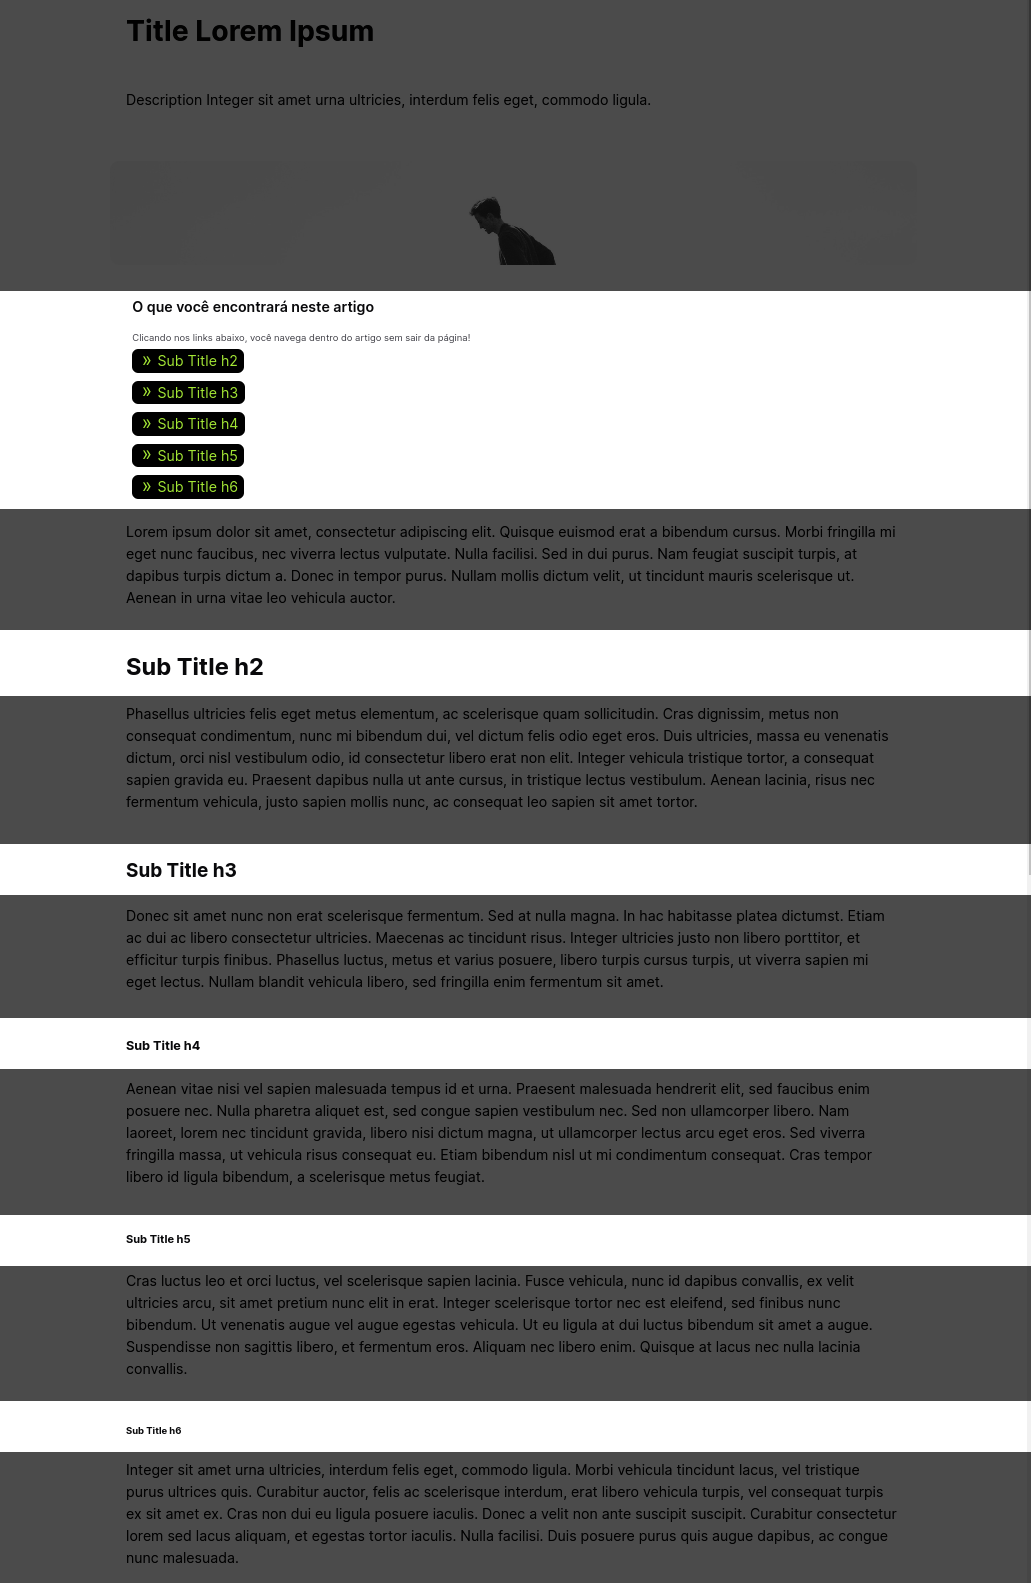 Title Lorem Ipsum
Description Integer sit amet urna ultricies, interdum felis eget, commodo ligula.
O que você encontrará neste artigo
Clicando nos links abaixo, você navega dentro do artigo sem sair da página!
» Sub Title h2
» Sub Title h3
» Sub Title h4
» Sub Title h5
» Sub Title h6
Lorem ipsum dolor sit amet, consectetur adipiscing elit. Quisque euismod erat a bibendum cursus. Morbi fringilla mi
eget nunc faucibus, nec viverra lectus vulputate. Nulla facilisi. Sed in dui purus. Nam feugiat suscipit turpis, at
dapibus turpis dictum a. Donec in tempor purus. Nullam mollis dictum velit, ut tincidunt mauris scelerisque ut.
Aenean in urna vitae leo vehicula auctor.
Sub Title h2
Phasellus ultricies felis eget metus elementum, ac scelerisque quam sollicitudin. Cras dignissim, metus non
consequat condimentum, nunc mi bibendum dui, vel dictum felis odio eget eros. Duis ultricies, massa eu venenatis
dictum, orci nisl vestibulum odio, id consectetur libero erat non elit. Integer vehicula tristique tortor, a consequat
sapien gravida eu. Praesent dapibus nulla ut ante cursus, in tristique lectus vestibulum. Aenean lacinia, risus nec
fermentum vehicula, justo sapien mollis nunc, ac consequat leo sapien sit amet tortor.
Sub Title h3
Donec sit amet nunc non erat scelerisque fermentum. Sed at nulla magna. In hac habitasse platea dictumst. Etiam
ac dui ac libero consectetur ultricies. Maecenas ac tincidunt risus. Integer ultricies justo non libero porttitor, et
efficitur turpis finibus. Phasellus luctus, metus et varius posuere, libero turpis cursus turpis, ut viverra sapien mi
eget lectus. Nullam blandit vehicula libero, sed fringilla enim fermentum sit amet.
Sub Title h4
Aenean vitae nisi vel sapien malesuada tempus id et urna. Praesent malesuada hendrerit elit, sed faucibus enim
posuere nec. Nulla pharetra aliquet est, sed congue sapien vestibulum nec. Sed non ullamcorper libero. Nam
laoreet, lorem nec tincidunt gravida, libero nisi dictum magna, ut ullamcorper lectus arcu eget eros. Sed viverra
fringilla massa, ut vehicula risus consequat eu. Etiam bibendum nisl ut mi condimentum consequat. Cras tempor
libero id ligula bibendum, a scelerisque metus feugiat.
Sub Title h5
Cras luctus leo et orci luctus, vel scelerisque sapien lacinia. Fusce vehicula, nunc id dapibus convallis, ex velit
ultricies arcu, sit amet pretium nunc elit in erat. Integer scelerisque tortor nec est eleifend, sed finibus nunc
bibendum. Ut venenatis augue vel augue egestas vehicula. Ut eu ligula at dui luctus bibendum sit amet a augue.
Suspendisse non sagittis libero, et fermentum eros. Aliquam nec libero enim. Quisque at lacus nec nulla lacinia
convallis.
Sub Title h6
Integer sit amet urna ultricies, interdum felis eget, commodo ligula. Morbi vehicula tincidunt lacus, vel tristique
purus ultrices quis. Curabitur auctor, felis ac scelerisque interdum, erat libero vehicula turpis, vel consequat turpis
ex sit amet ex. Cras non dui eu ligula posuere iaculis. Donec a velit non ante suscipit suscipit. Curabitur consectetur
lorem sed lacus aliquam, et egestas tortor iaculis. Nulla facilisi. Duis posuere purus quis augue dapibus, ac congue
nunc malesuada.